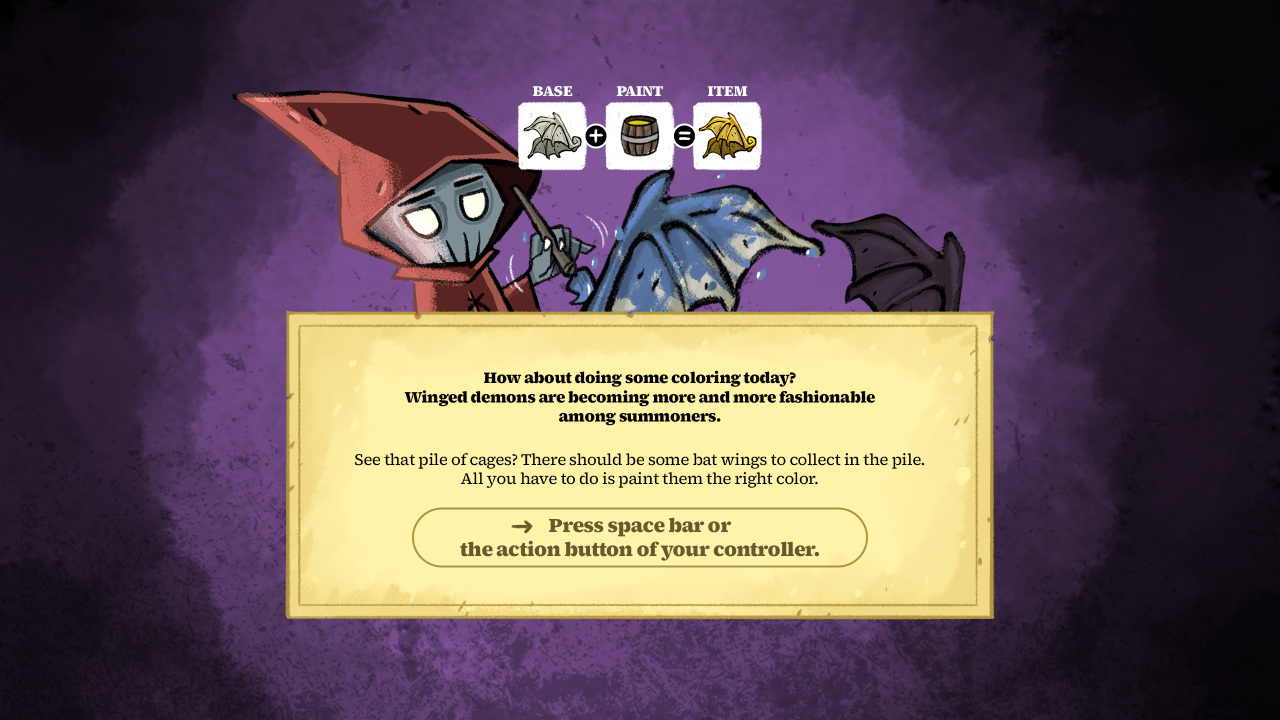 BASE PAINT ITEM
How about doing some coloring today?
Winged demons are becoming more and more fashionable
among summoners.
See that pile of cages? There should be some bat wings to collect in the pile.
All you have to do is paint them the right color.
→ Press space bar or
the action button of your controller.